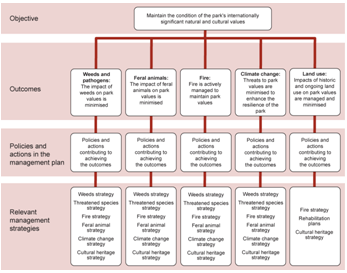 Objective
Maintain the condition of the park's internationally
significant natural and cultural values
Outcomes
Weeds and
pathogens:
The impact of
weeds on park
values is
minimised
Feral animals:
The impact of
feral animals
on park
values is
minimised
Fire:
Fire is actively
managed to
maintain park
values
Climate change:
Threats to park
values are
minimised to
enhance the
resilience of the
park
Land use:
Impacts of historic
and ongoing land
use on park values
are managed and
minimised
Policies and
actions in the
management plan
Policies and
actions
contributing to
achieving
the outcomes
Policies and
actions
contributing to
achieving
the outcomes
Policies and
actions
contributing to
achieving
the outcomes
Policies and
actions
contributing to
achieving
the outcomes
Policies and
actions
contributing to
achieving
the outcomes
Relevant
management
strategies
Weeds strategy
Threatened species
strategy
Fire strategy
Feral animal
strategy
Climate change
strategy
Cultural heritage
strategy
Weeds strategy
Threatened species
strategy
Fire strategy
Feral animal
strategy
Climate change
strategy
Cultural heritage
strategy
Weeds strategy
Threatened species
strategy
Fire strategy
Feral animal
strategy
Climate change
strategy
Cultural heritage
strategy
Weeds strategy
Threatened species
strategy
Fire strategy
Feral animal
strategy
Climate change
strategy
Cultural heritage
strategy
Fire strategy
Rehabilitation
plans
Cultural heritage
strategy